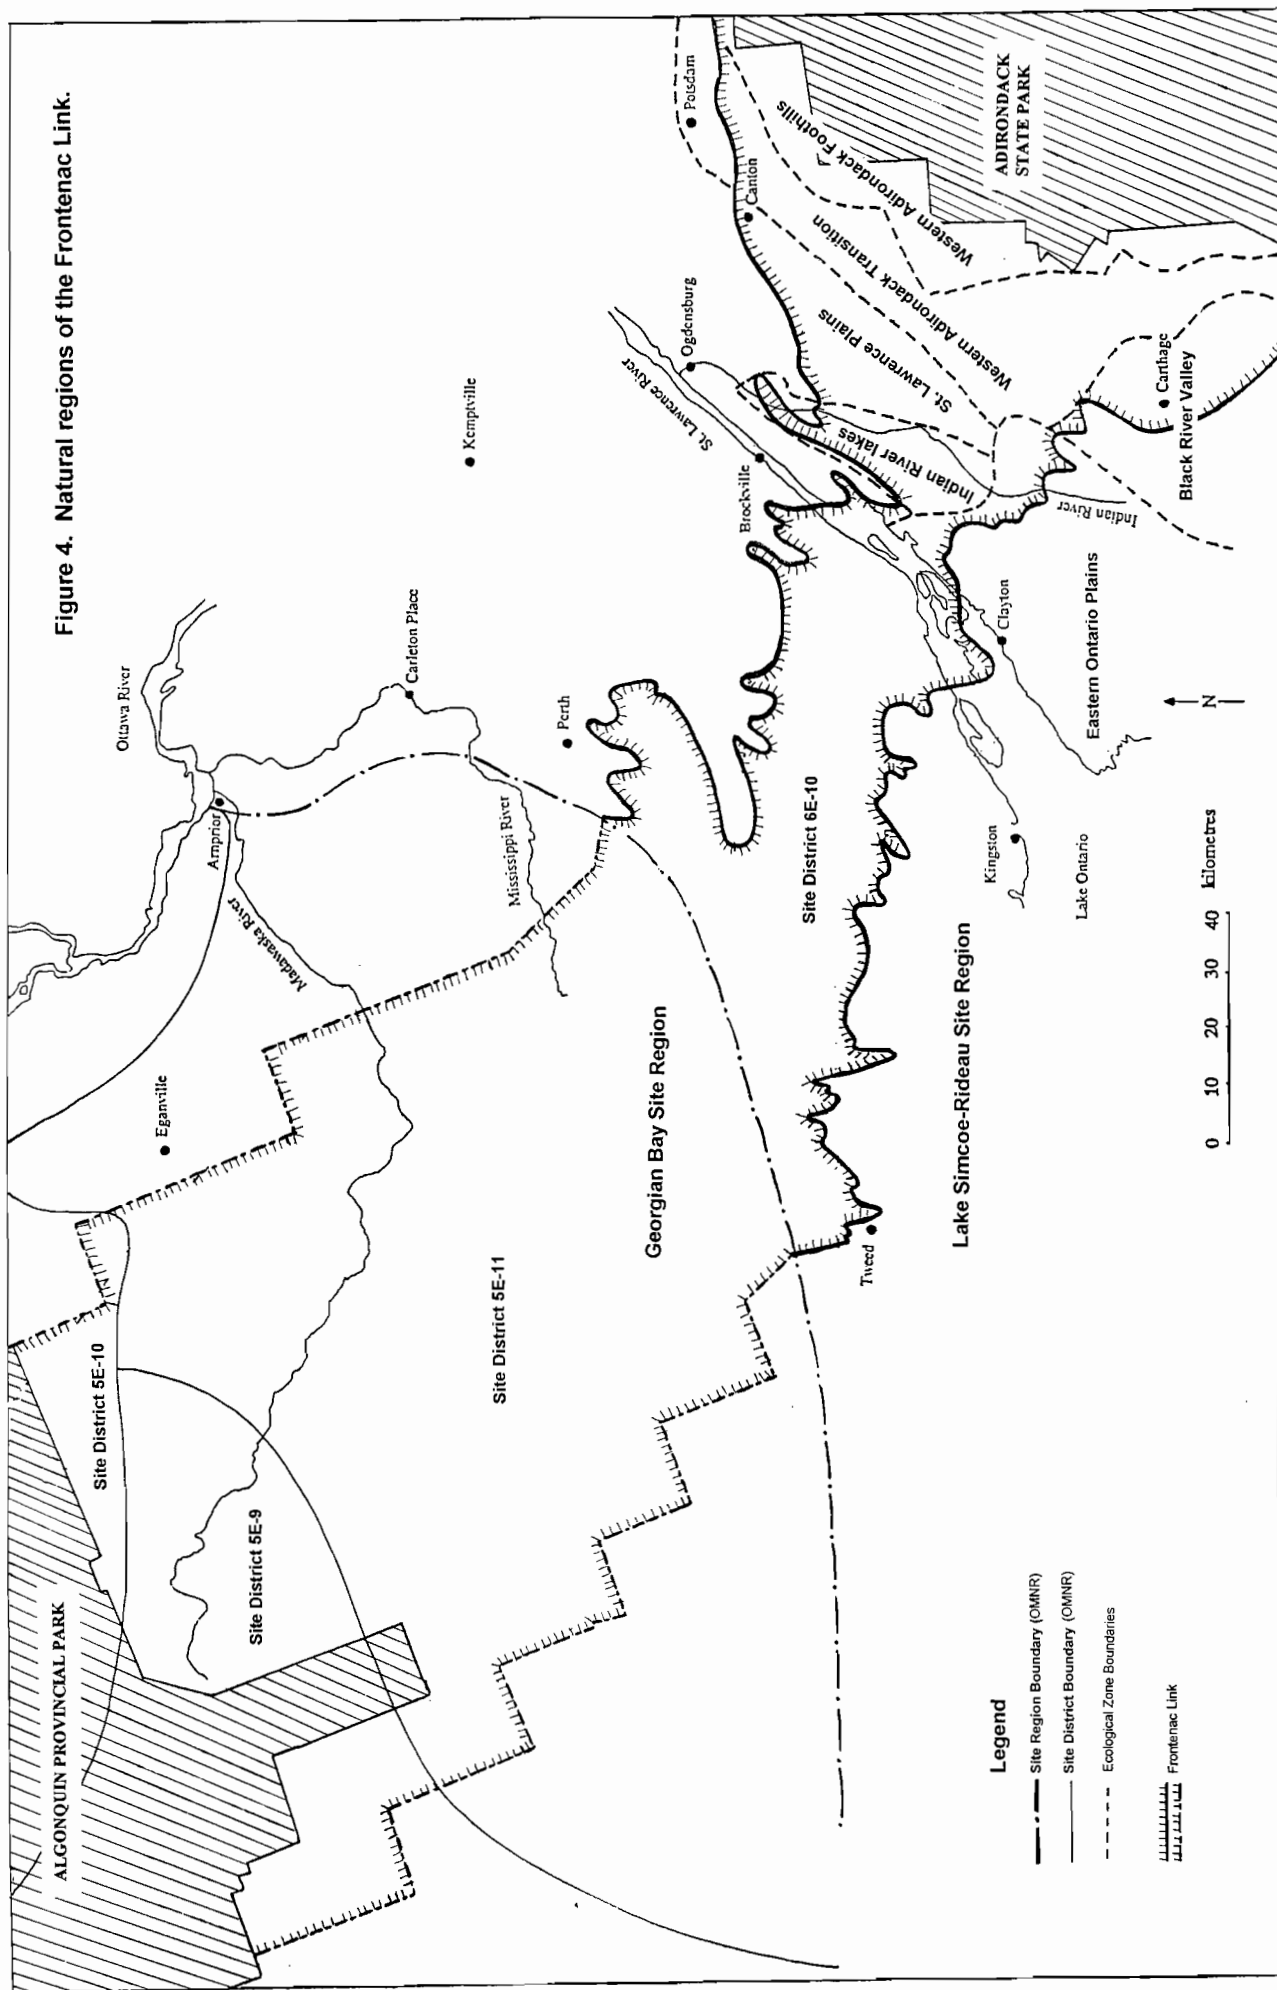 Figure 4. Natural regions of the Frontenac Link.
ALGONQUIN PROVINCIAL PARK
Site District 5E-10
Site District 5E-9
Eganville
Madawaska River
Arnprior
Ottawa River
Carleton Place
Mississippi River
Perth
Kemptville
Site District 5E-11
Georgian Bay Site Region
Tweed
Lake Simcoe-Rideau Site Region
Site District 6E-10
Kingston
Lake Ontario
Brockville
St. Lawrence River
Ogdensburg
Potsdam
Canton
Clayton
Eastern Ontario Plains
Indian River
Indian River lakes
St. Lawrence Plains
Western Adirondack Transition
Western Adirondack Foothills
ADIRONDACK
STATE PARK
Carthage
Black River Valley
N
0 10 20 30 40 kilometres
Legend
Site Region Boundary (OMNR)
Site District Boundary (OMNR)
Ecological Zone Boundaries
Frontenac Link